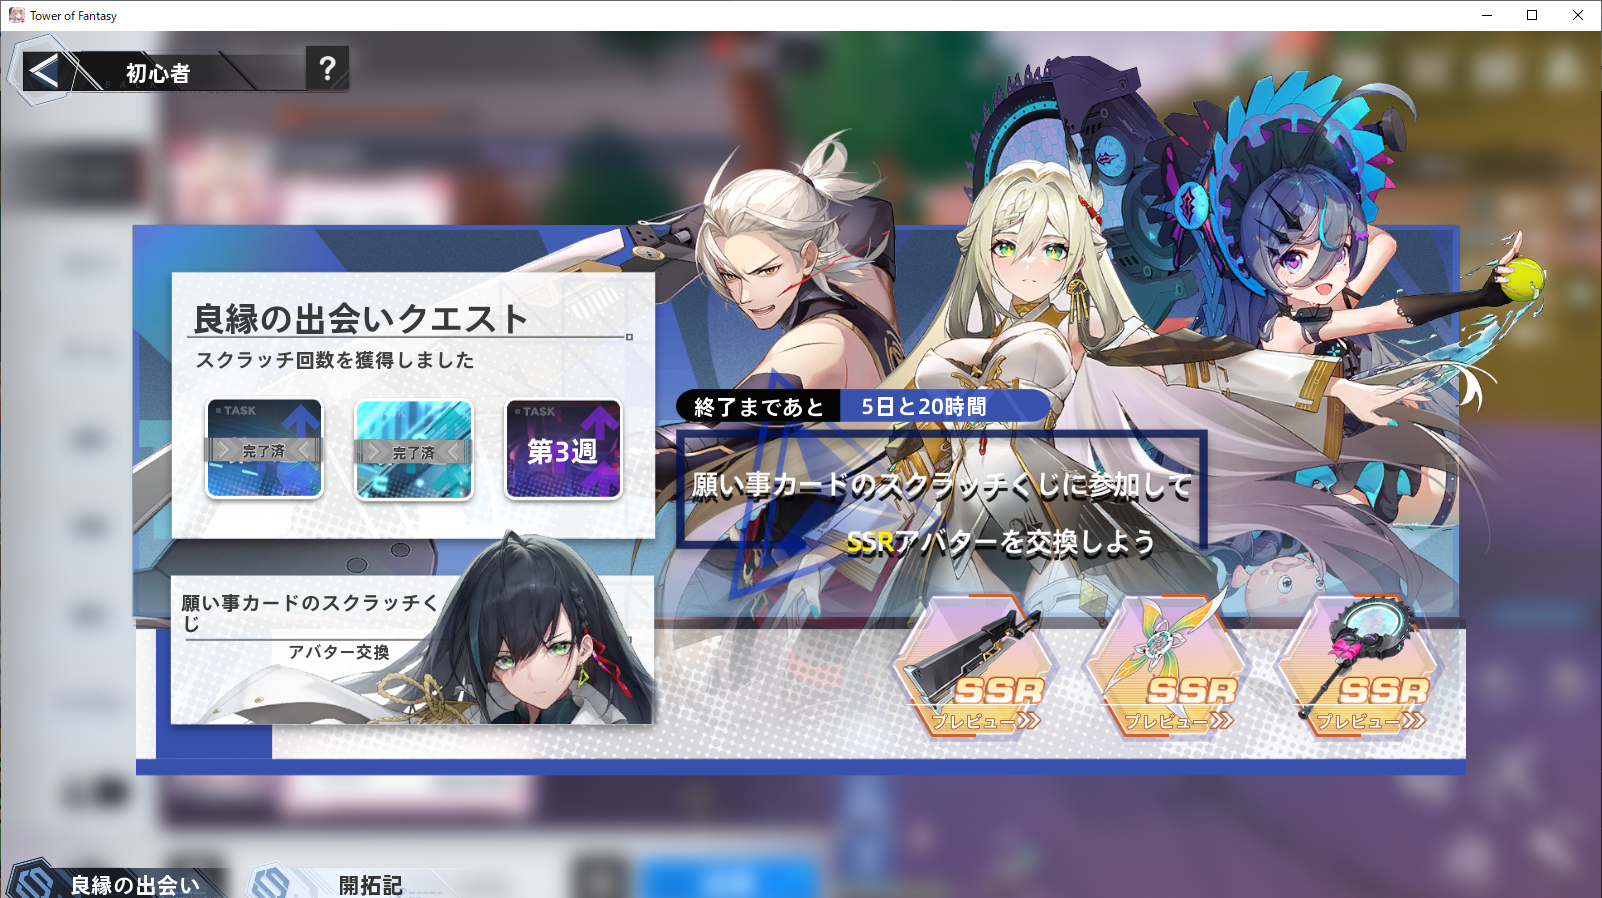 Tower of Fantasy
初心者
BACK
?
良縁の出会いクエスト
スクラッチ回数を獲得しました
TASK
完了済
完了済
TASK
第3週
終了まであと
5日と20時間
願い事カードのスクラッチくじに参加して
SSRアバターを交換しよう
願い事カードのスクラッチく
じ
アバター交換
SSR
プレビュー
SSR
プレビュー
SSR
プレビュー
良縁の出会い
開拓記